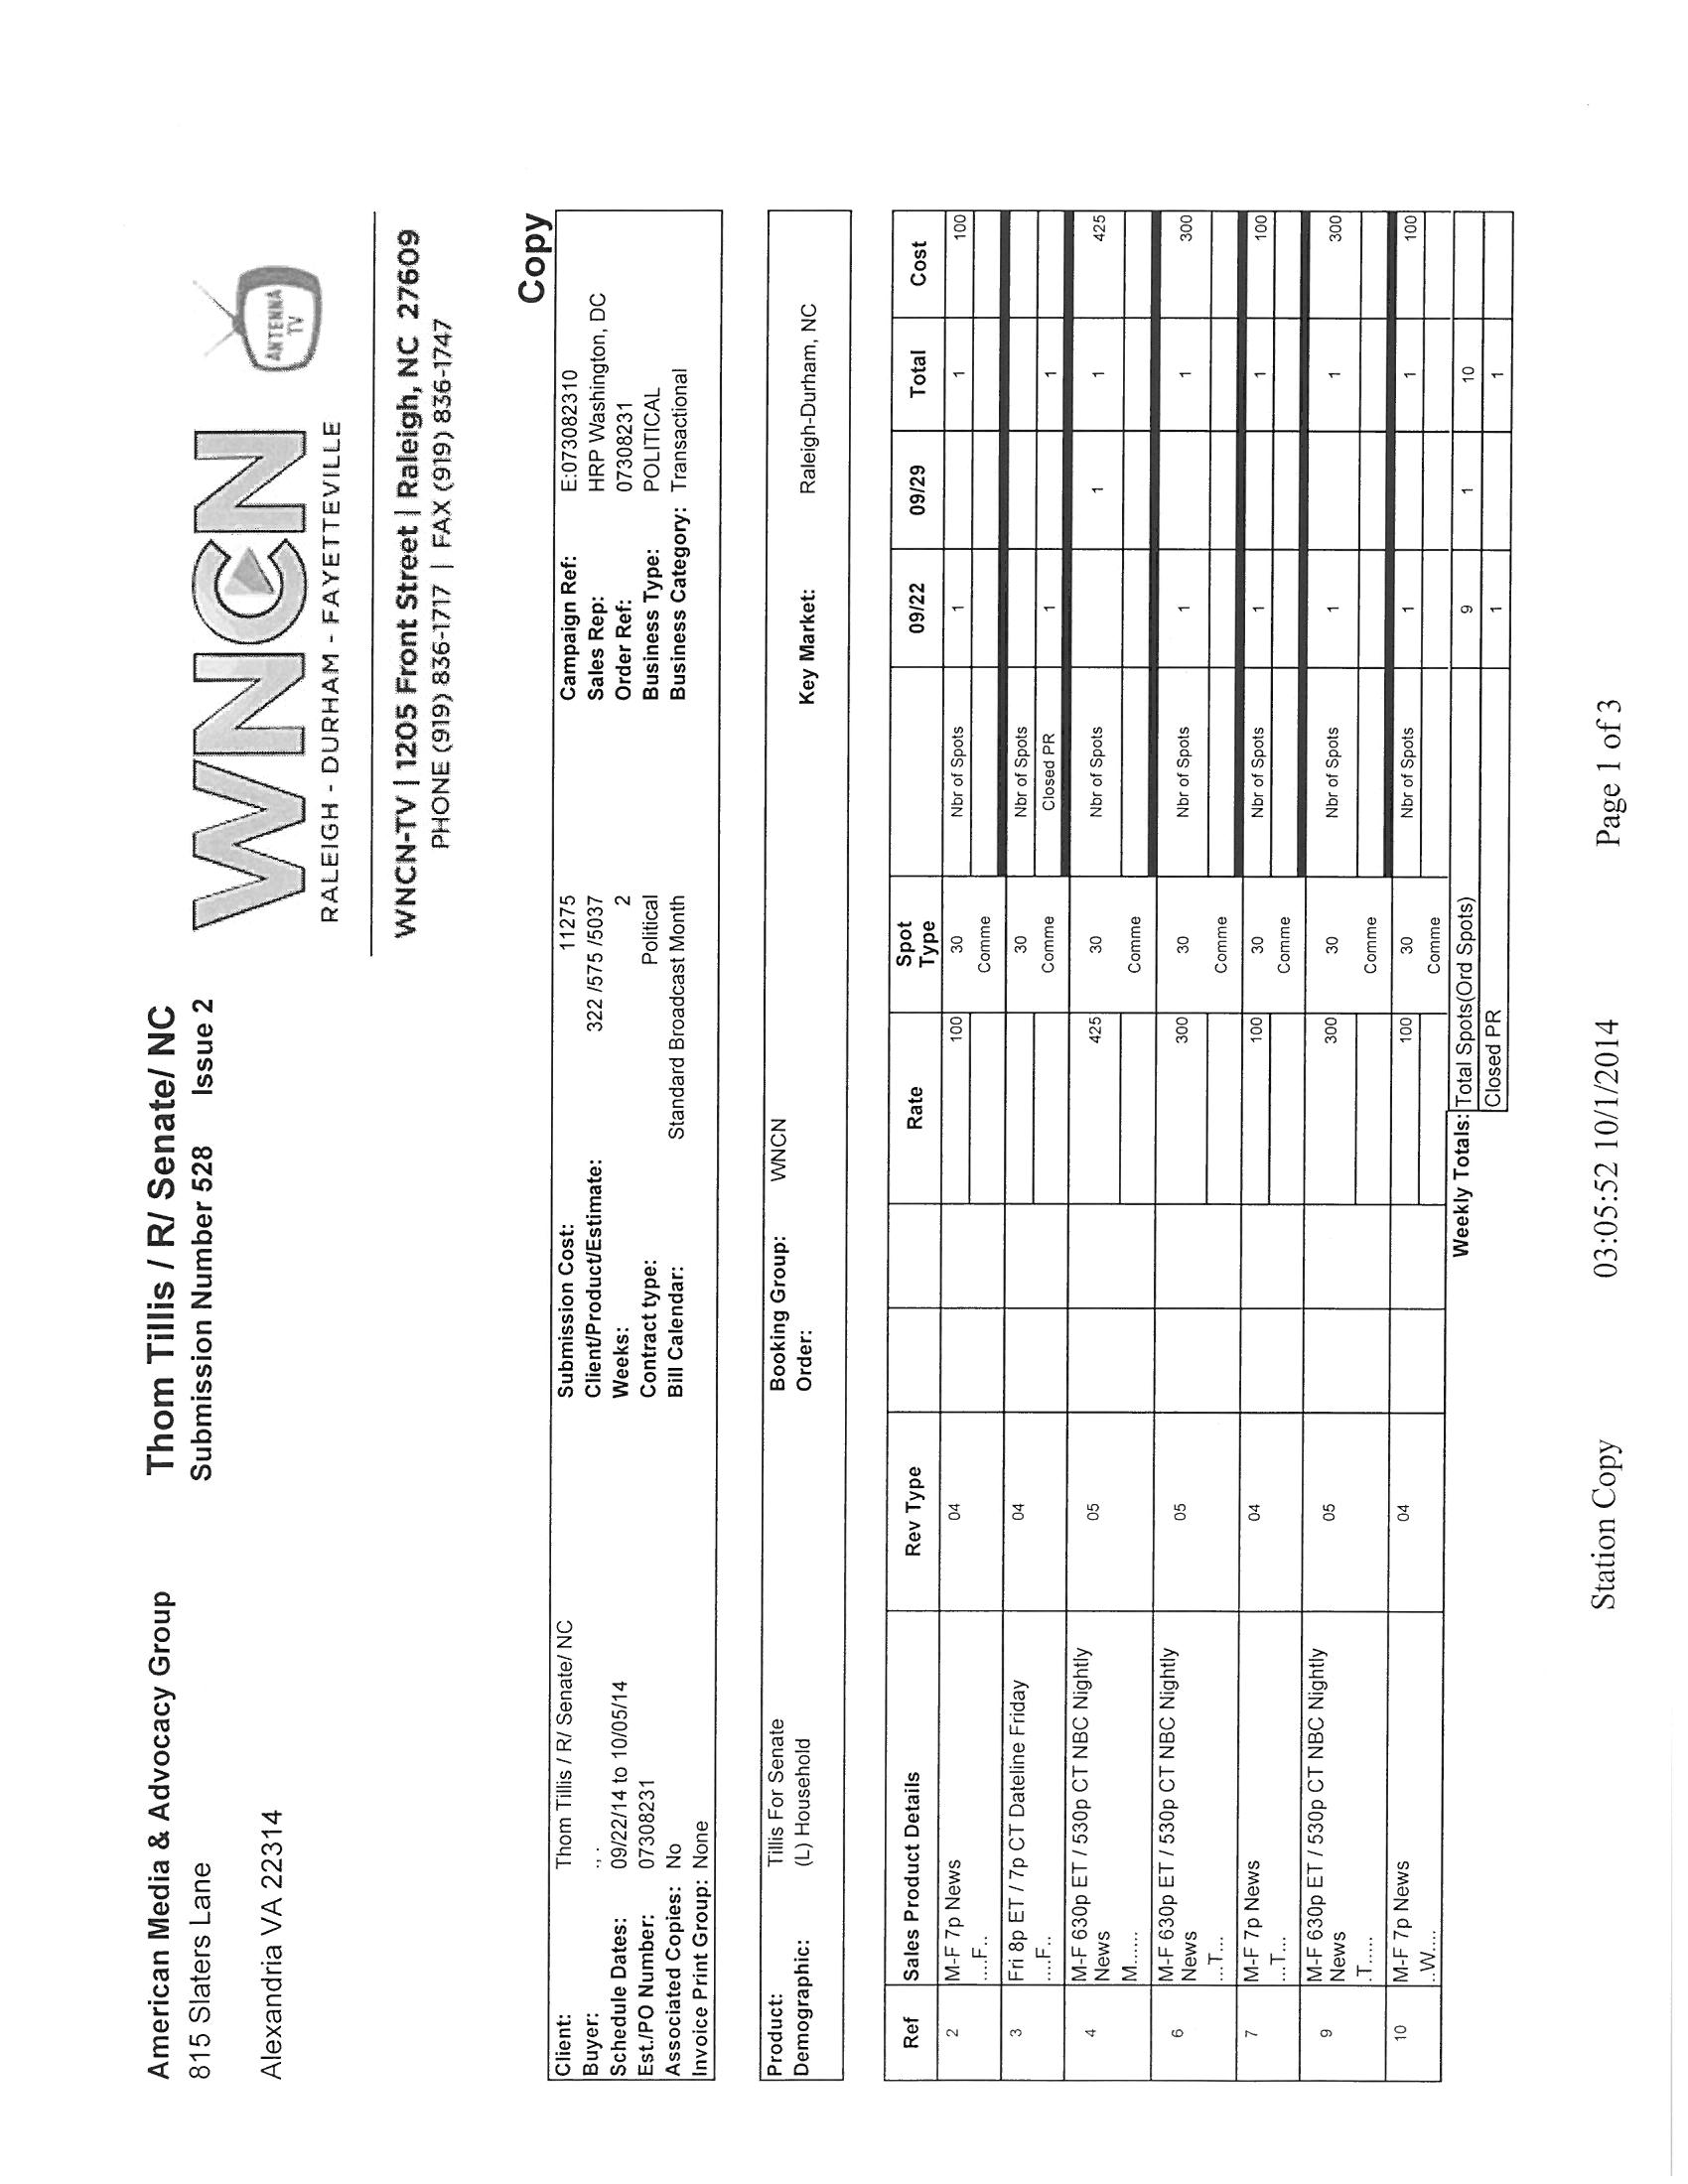 American Media & Advocacy Group
815 Slaters Lane
Alexandria VA 22314
Thom Tillis / R/ Senate/ NC
Submission Number 528 Issue 2
WNCN
RALEIGH - DURHAM - FAYETTEVILLE
ANTENNA
TV
WNCN-TV | 1205 Front Street | Raleigh, NC 27609
PHONE (919) 836-1717 | FAX (919) 836-1747
Copy
Client: Thom Tillis / R/ Senate/ NC Submission Cost: 11275 Campaign Ref: E:073082310
Buyer: ., . Client/Product/Estimate: 322 /575 /5037 Sales Rep: HRP Washington, DC
Schedule Dates: 09/22/14 to 10/05/14 Weeks: 2 Order Ref: 07308231
Est./PO Number: 07308231 Contract type: Political Business Type: POLITICAL
Associated Copies: No Bill Calendar: Standard Broadcast Month Business Category: Transactional
Invoice Print Group: None
Product: Tillis For Senate Booking Group: WNCN
Demographic: (L) Household Order: Key Market: Raleigh-Durham, NC
Ref Sales Product Details Rev Type Rate Spot Type 09/22 09/29 Total Cost
2 M-F 7p News 04 100 30 Nbr of Spots 1 1 100
....F.. Comme
3 Fri 8p ET / 7p CT Dateline Friday 04 30 Nbr of Spots
....F.. Comme Closed PR 1 1
4 M-F 630p ET / 530p CT NBC Nightly 05 425 30 Nbr of Spots 1 1 425
News
M...... Comme
6 M-F 630p ET / 530p CT NBC Nightly 05 300 30 Nbr of Spots 1 1 300
News
...T... Comme
7 M-F 7p News 04 100 30 Nbr of Spots 1 1 100
...T... Comme
9 M-F 630p ET / 530p CT NBC Nightly 05 300 30 Nbr of Spots 1 1 300
News
.T..... Comme
10 M-F 7p News 04 100 30 Nbr of Spots 1 1 100
..W.... Comme
Weekly Totals: Total Spots(Ord Spots) 9 1 10
Closed PR 1 1
Station Copy 03:05:52 10/1/2014 Page 1 of 3